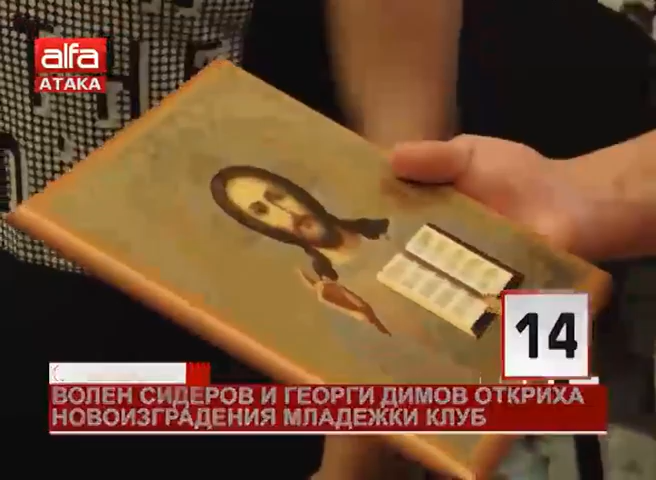 alfa
АТАКА
14
ВОЛЕН СИДЕРОВ И ГЕОРГИ ДИМОВ ОТКРИХА
НОВОИЗГРАДЕНИЯ МЛАДЕЖКИ КЛУБ